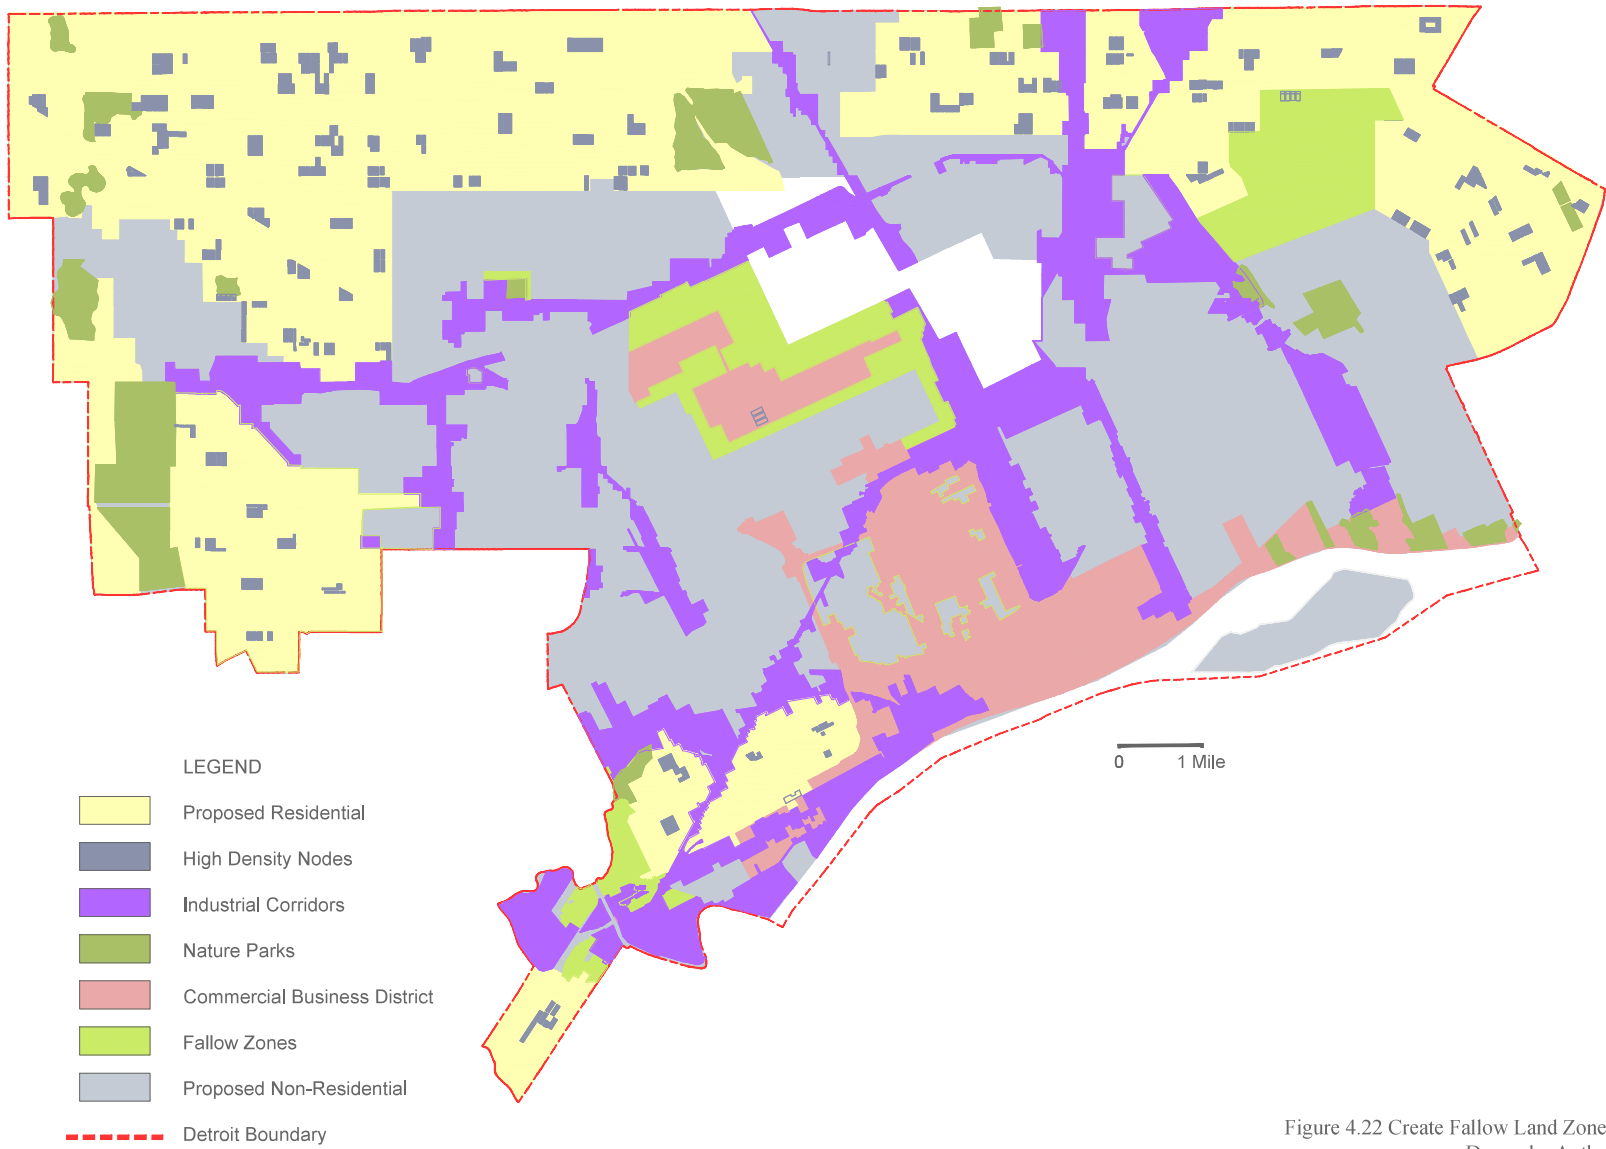 LEGEND
Proposed Residential
High Density Nodes
Industrial Corridors
Nature Parks
Commercial Business District
Fallow Zones
Proposed Non-Residential
Detroit Boundary
0 1 Mile
Figure 4.22 Create Fallow Land Zone